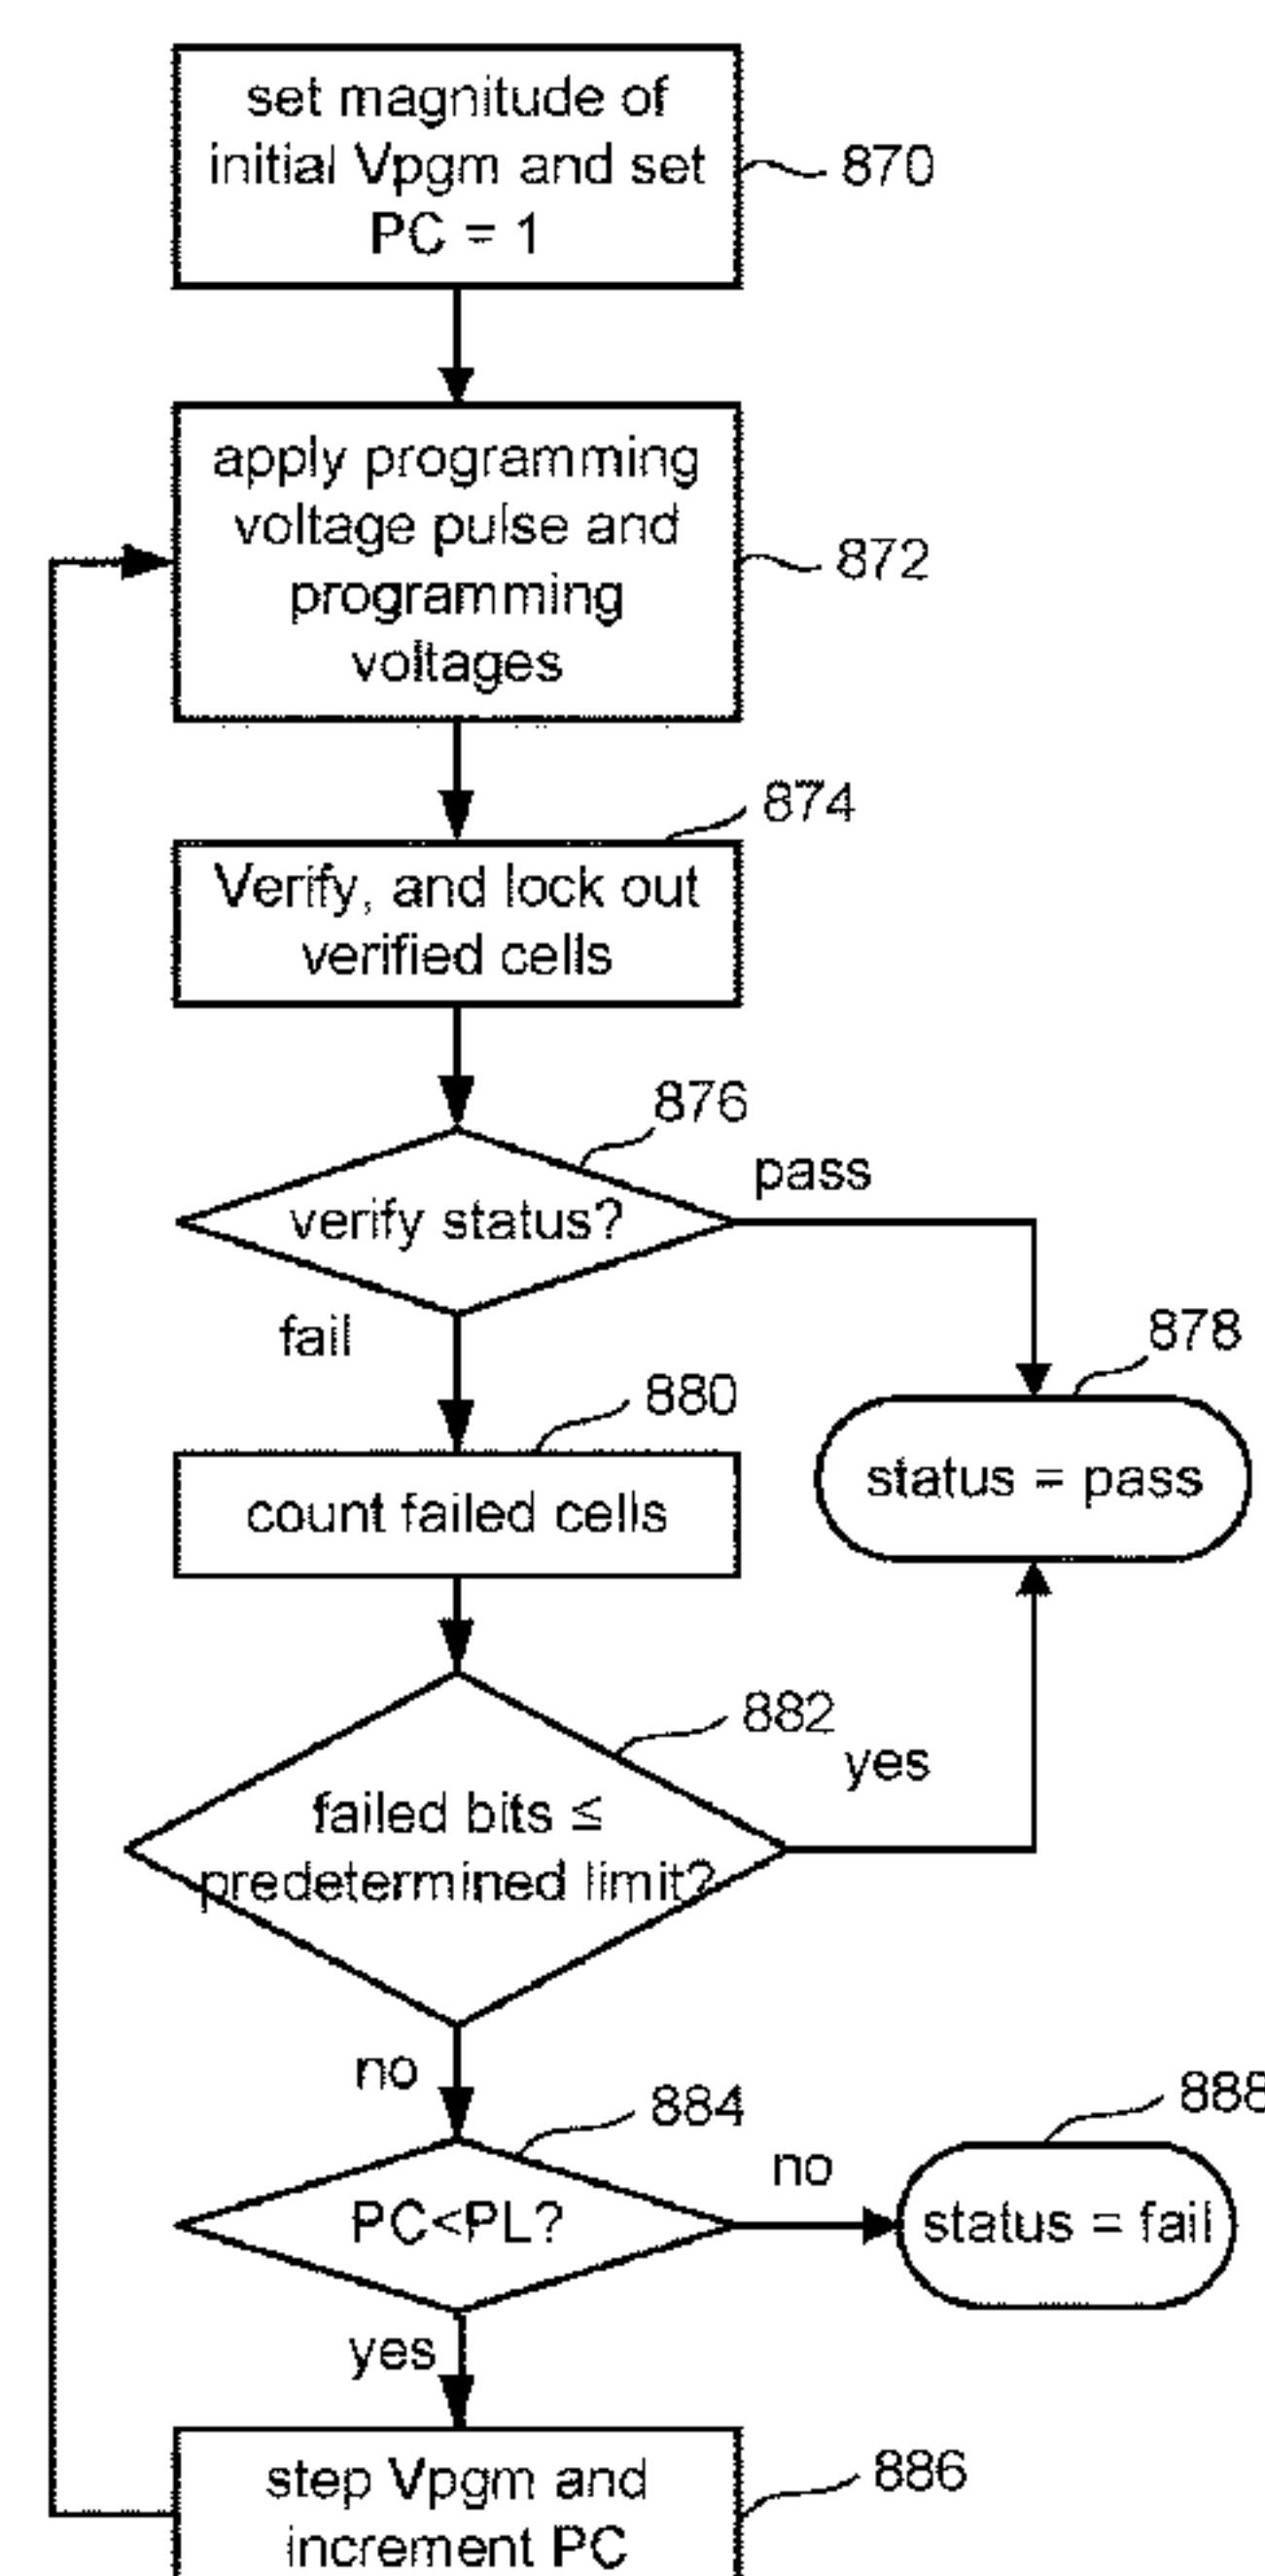 set magnitude of
initial Vpgm and set
PC = 1
870
apply programming
voltage pulse and
programming
voltages
872
874
Verify, and lock out
verified cells
876
pass
verify status?
fail
878
status = pass
880
count failed cells
882
yes
failed bits ≤
predetermined limit?
no
884
888
no
PC<PL?
status = fail
yes
step Vpgm and
increment PC
886